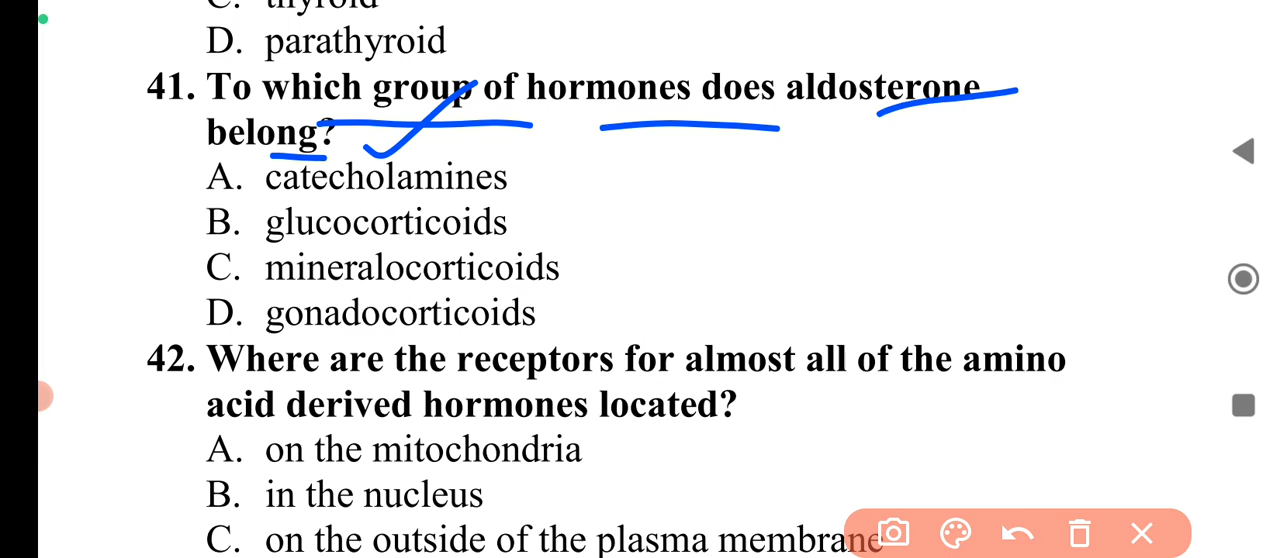 C. thyroid
D. parathyroid
41. To which group of hormones does aldosterone
belong?
A. catecholamines
B. glucocorticoids
C. mineralocorticoids
D. gonadocorticoids
42. Where are the receptors for almost all of the amino
acid derived hormones located?
A. on the mitochondria
B. in the nucleus
C. on the outside of the plasma membrane